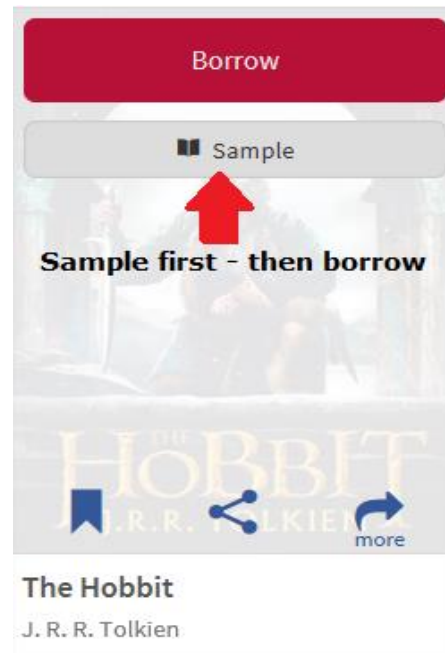 Borrow
Sample
Sample first - then borrow
THE
HOBBIT
J.R.R. TOLKIEN
more
The Hobbit
J. R. R. Tolkien